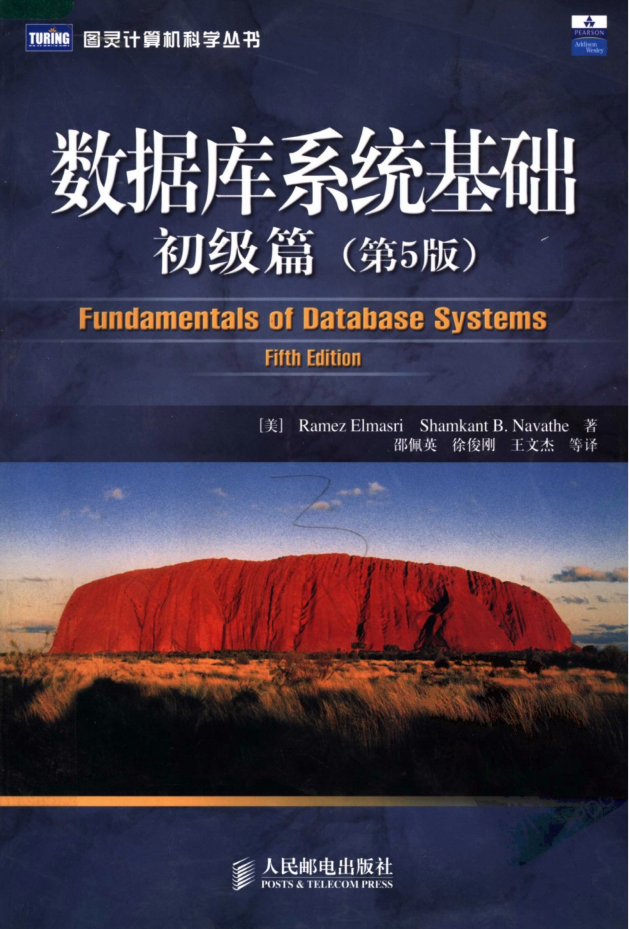 TURING 图灵计算机科学丛书
PEARSON
Addison
Wesley
数据库系统基础
初级篇（第5版）
Fundamentals of Database Systems
Fifth Edition
[美] Ramez Elmasri Shamkant B. Navathe 著
邵佩英 徐俊刚 王文杰 等译
人民邮电出版社
POSTS & TELECOM PRESS